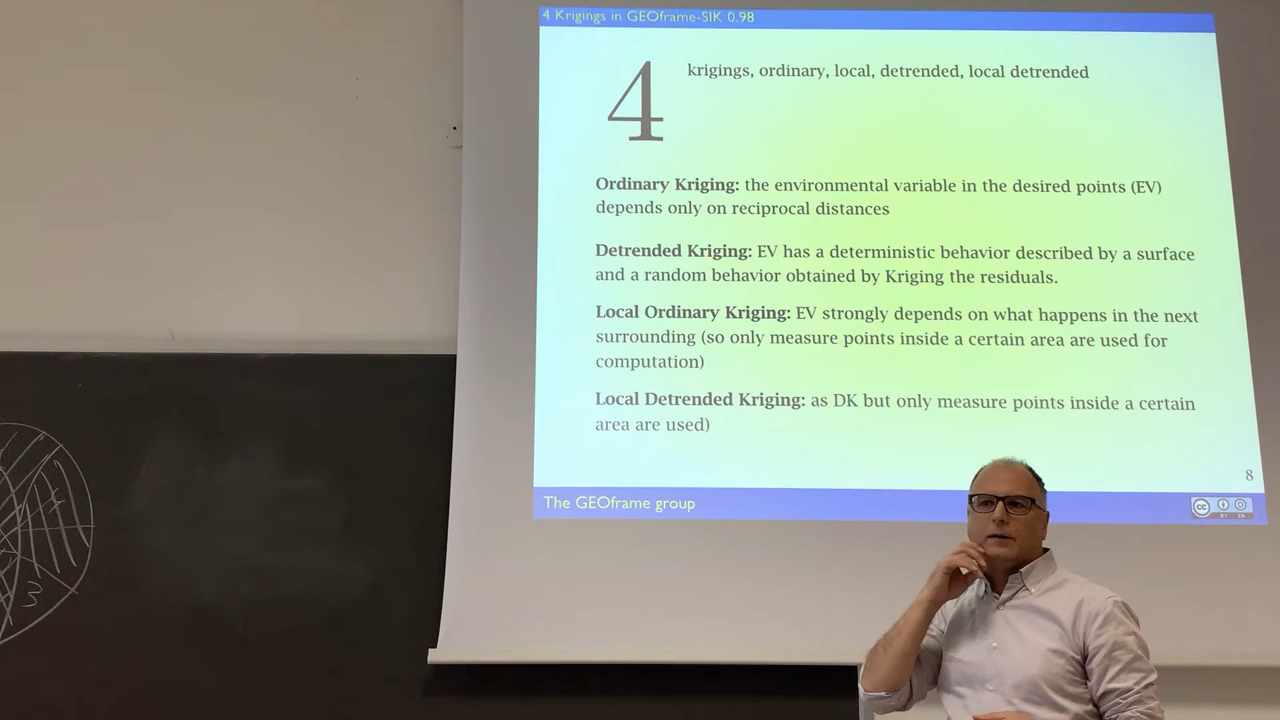 4 Krigings in GEOframe-SIK 0.98
4
krigings, ordinary, local, detrended, local detrended
Ordinary Kriging: the environmental variable in the desired points (EV)
depends only on reciprocal distances
Detrended Kriging: EV has a deterministic behavior described by a surface
and a random behavior obtained by Kriging the residuals.
Local Ordinary Kriging: EV strongly depends on what happens in the next
surrounding (so only measure points inside a certain area are used for
computation)
Local Detrended Kriging: as DK but only measure points inside a certain
area are used)
8
The GEOframe group
cc
3